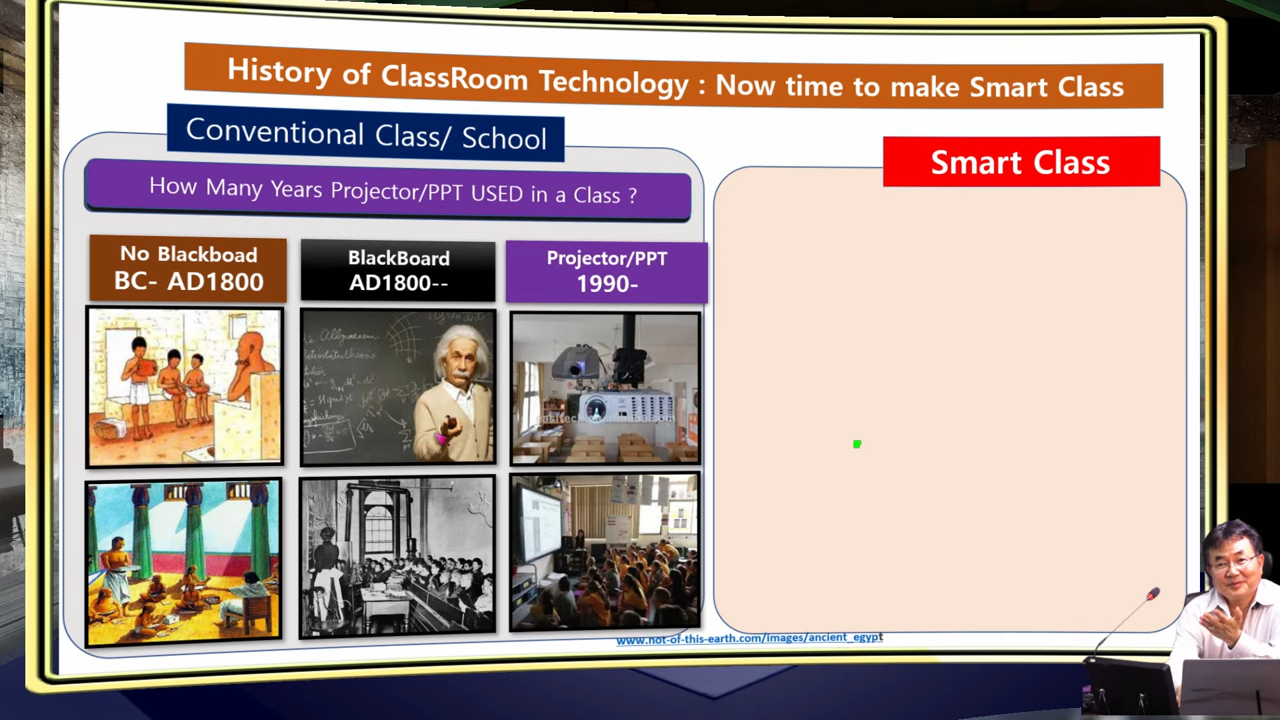 History of ClassRoom Technology : Now time to make Smart Class
Conventional Class/ School
Smart Class
How Many Years Projector/PPT USED in a Class ?
No Blackboad
BC- AD1800
BlackBoard
AD1800--
Projector/PPT
1990-
www.not-of-this-earth.com/images/ancient_egypt